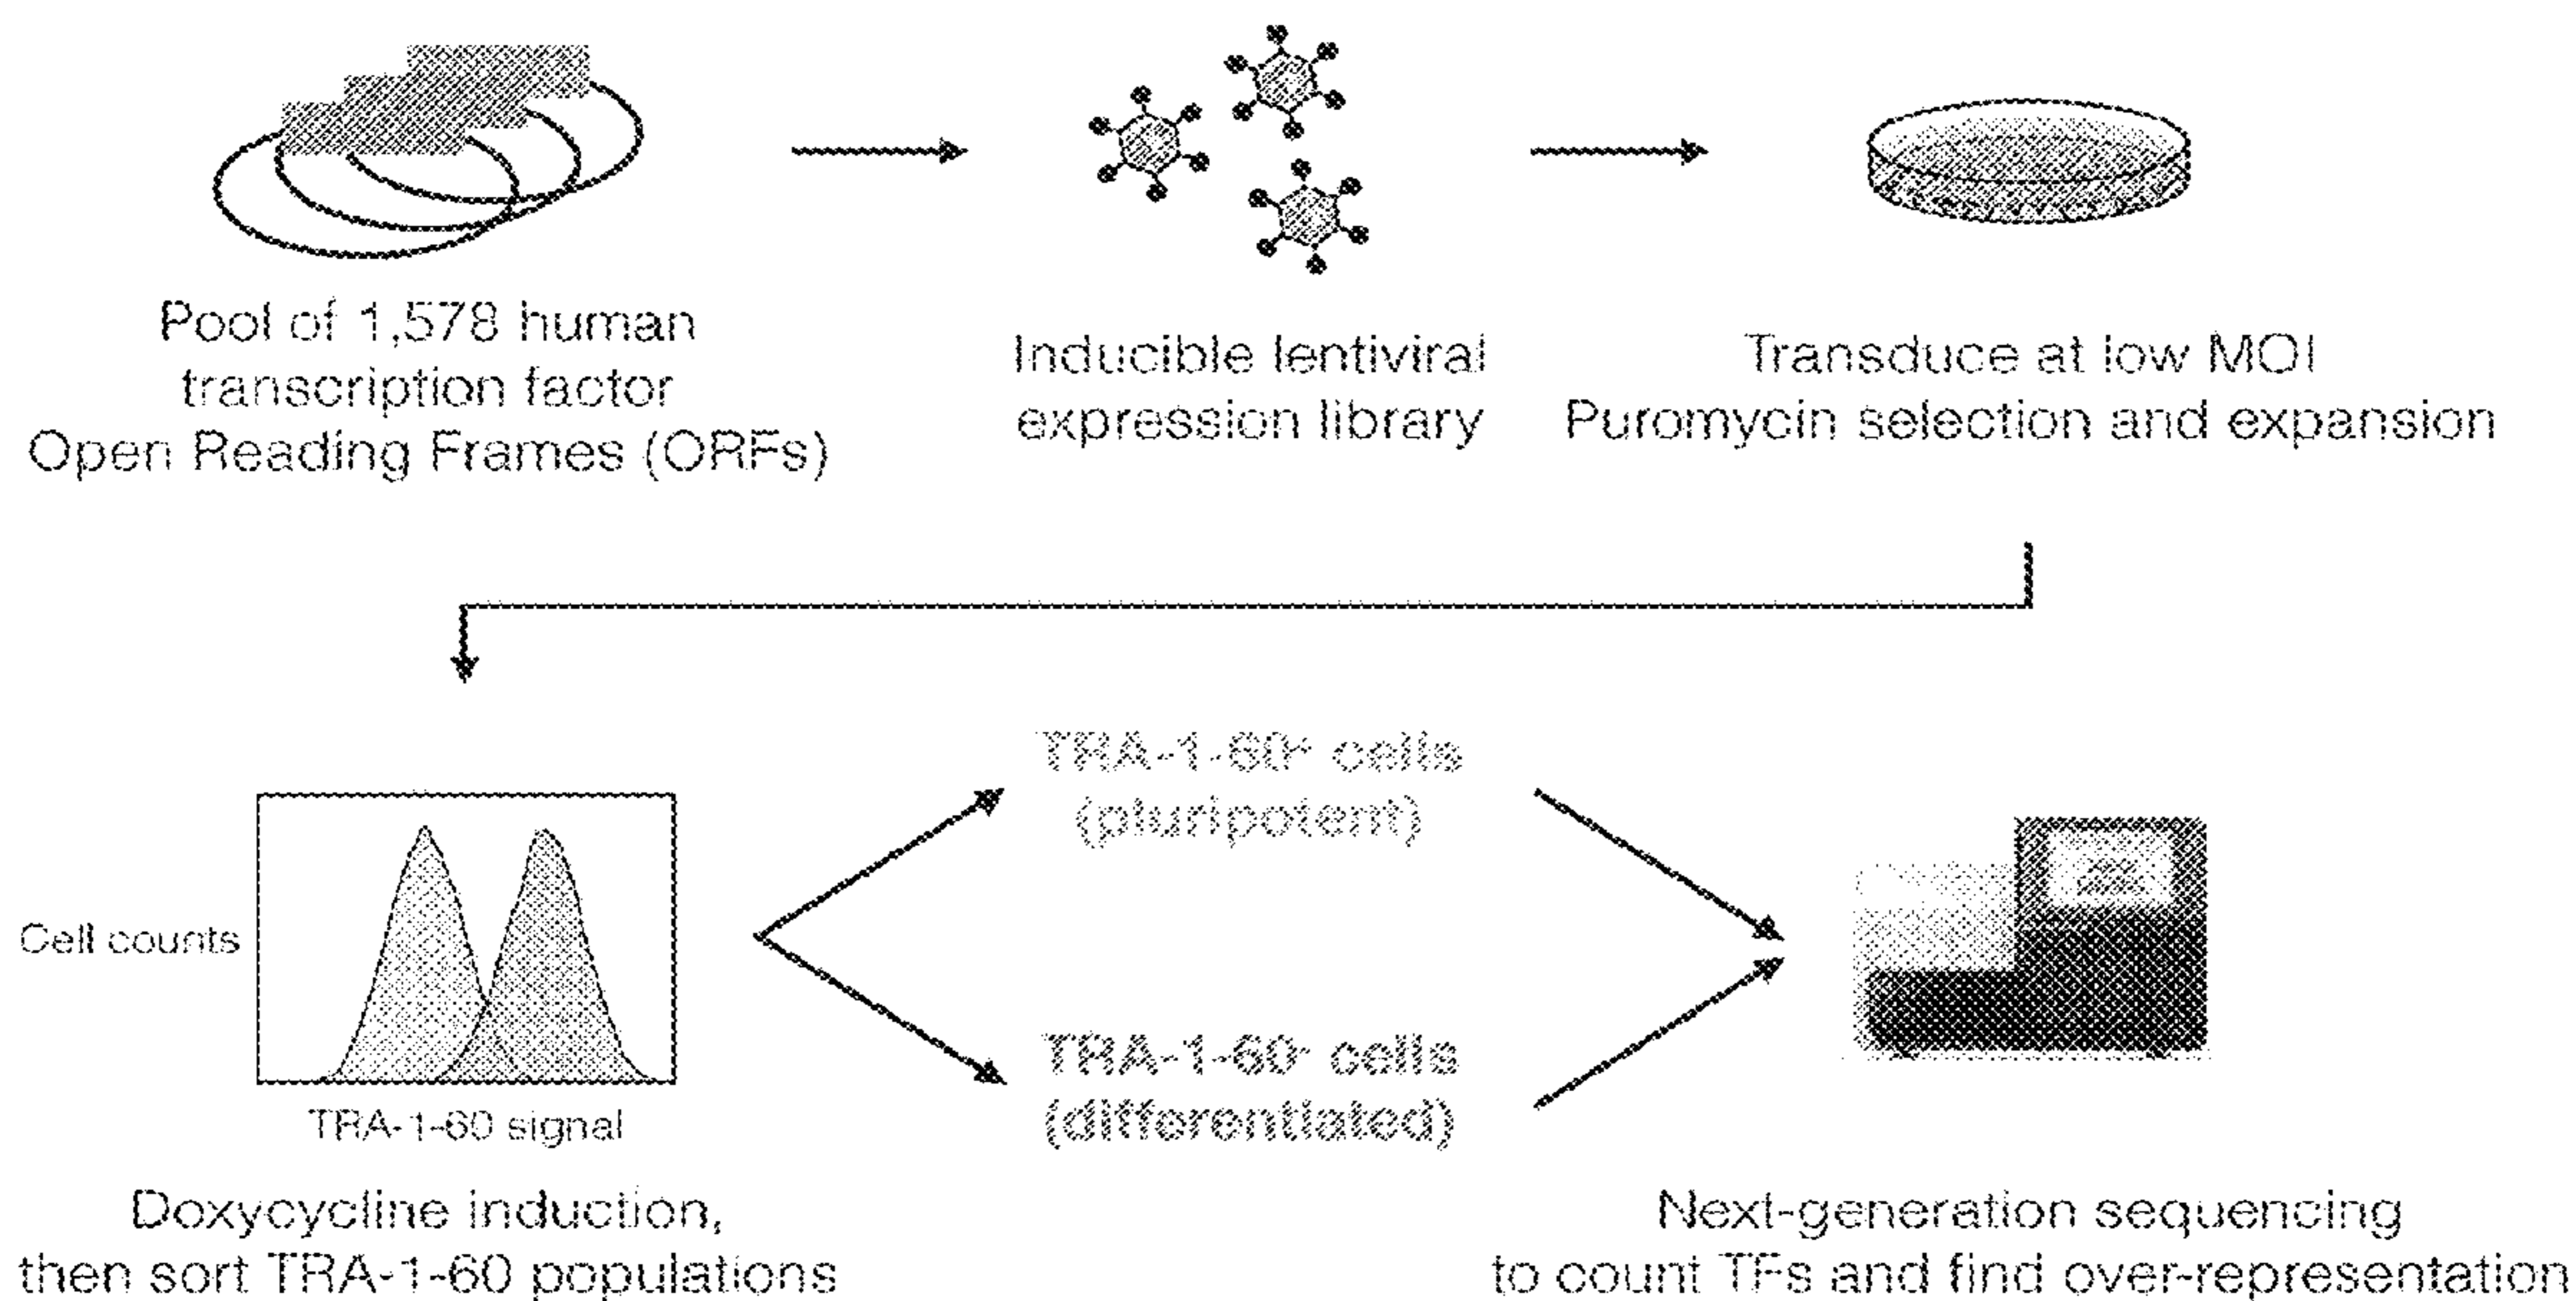 Pool of 1,578 human
transcription factor
Open Reading Frames (ORFs)
Inducible lentiviral
expression library
Transduce at low MOI
Puromycin selection and expansion
Cell counts
TRA-1-60 signal
Doxycycline induction,
then sort TRA-1-60 populations
TRA-1-60⁺ cells
(pluripotent)
TRA-1-60⁻ cells
(differentiated)
Next-generation sequencing
to count TFs and find over-representation